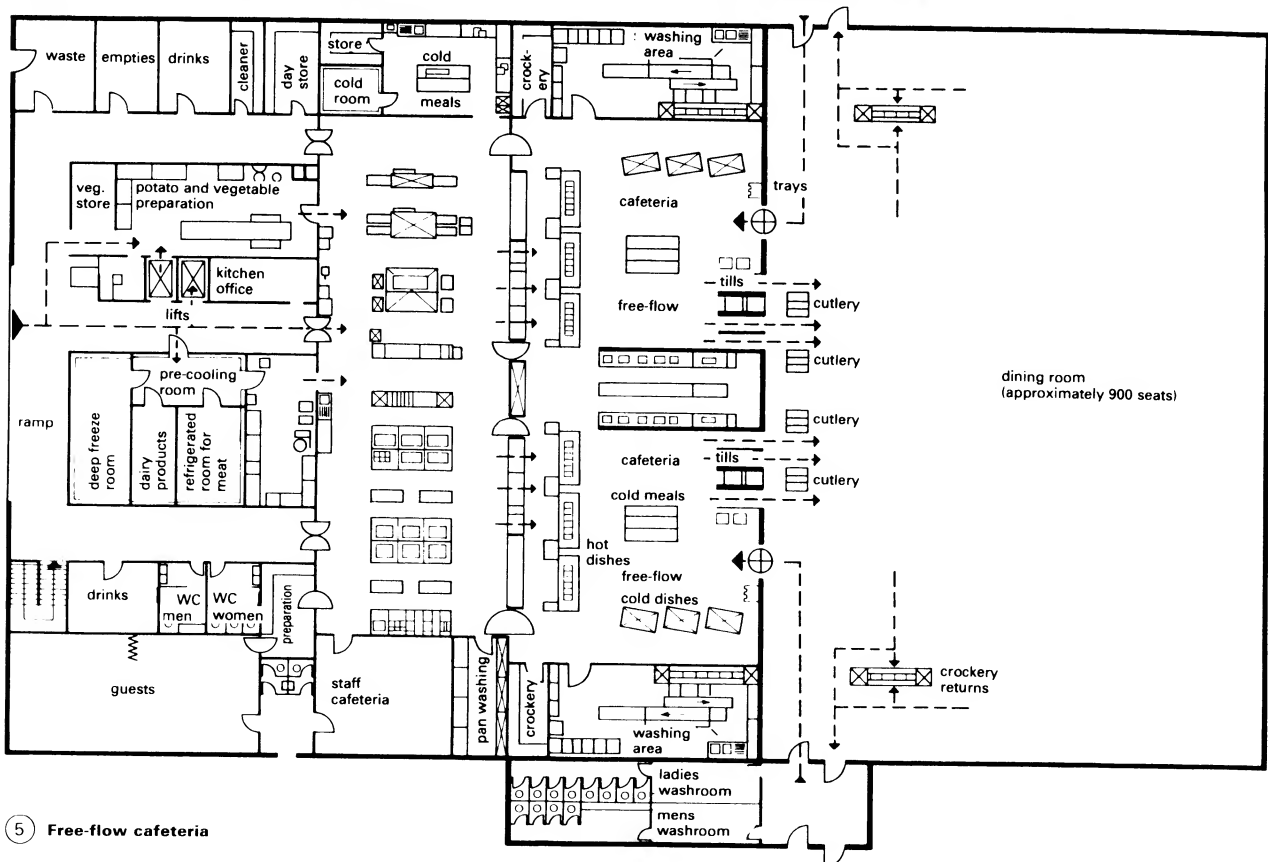 waste
empties
drinks
cleaner
day
store
store
cold
room
cold
meals
crock-
ery
washing
area
veg.
store
potato and vegetable
preparation
trays
cafeteria
kitchen
office
lifts
tills
free-flow
cutlery
cutlery
pre-cooling
room
ramp
deep freeze
room
dairy
products
refrigerated
room for
meat
dining room
(approximately 900 seats)
cutlery
cafeteria
tills
cutlery
cold meals
hot
dishes
free-flow
cold dishes
drinks
WC
men
WC
women
preparation
guests
staff
cafeteria
pan washing
crockery
washing
area
crockery
returns
ladies
washroom
mens
washroom
5 Free-flow cafeteria